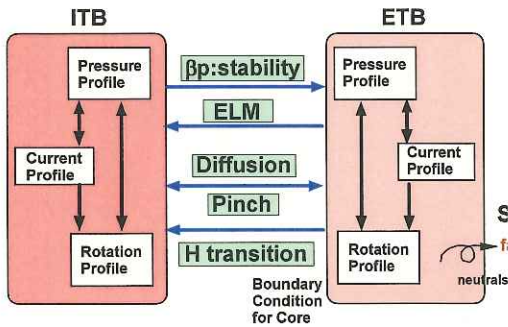 ITB
ETB
Pressure
Profile
Current
Profile
Rotation
Profile
βp:stability
ELM
Diffusion
Pinch
H transition
Boundary
Condition
for Core
Pressure
Profile
Current
Profile
Rotation
Profile
neutrals